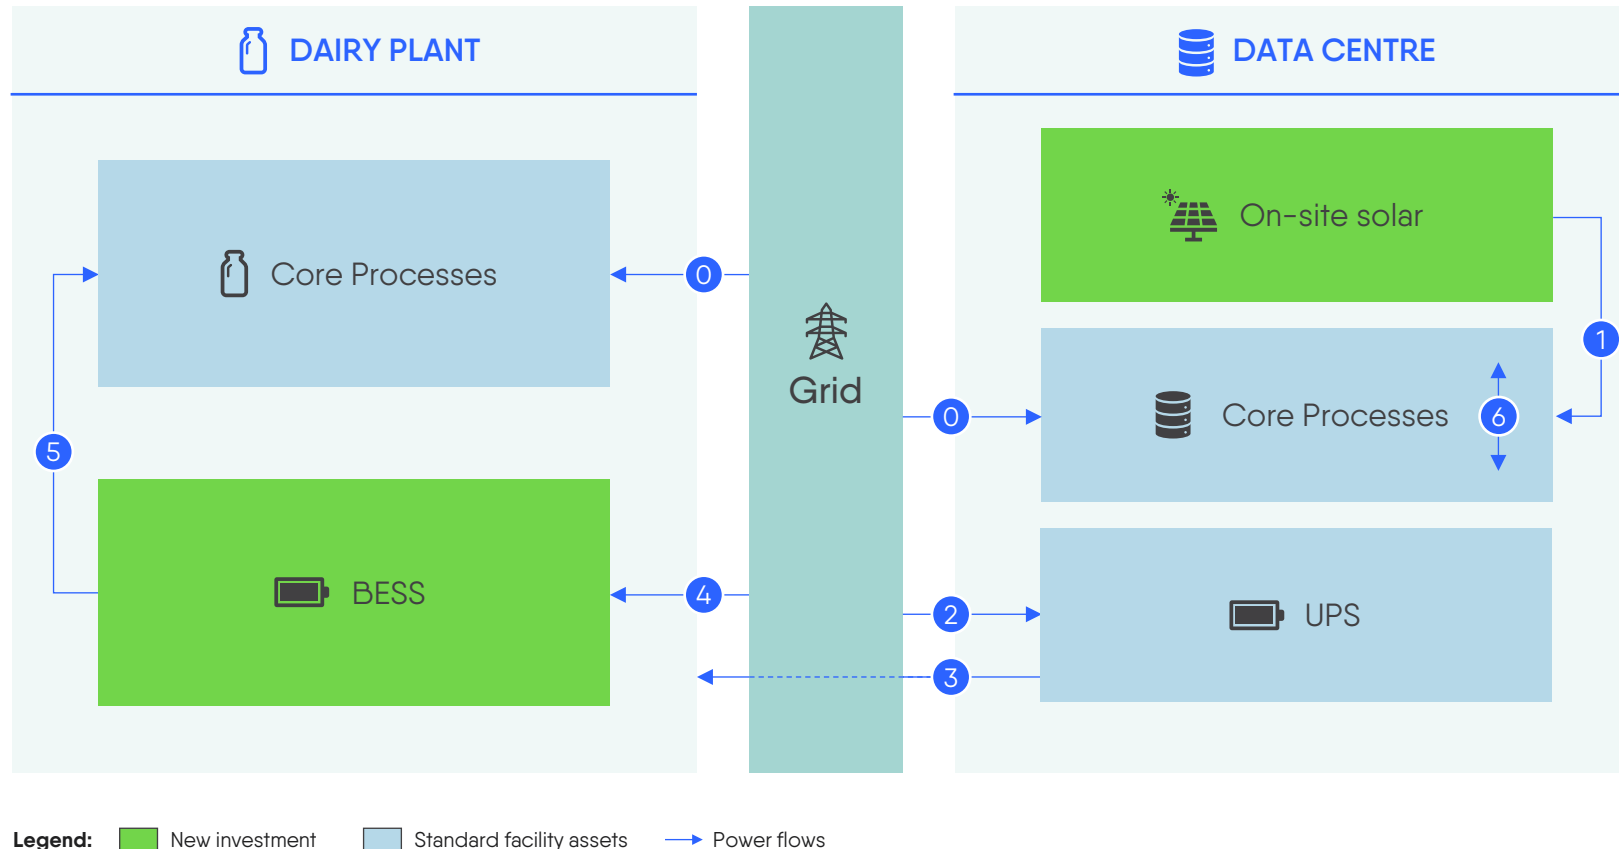 DAIRY PLANT
DATA CENTRE
On-site solar
Core Processes
0
1
Grid
0
Core Processes
6
5
BESS
4
2
UPS
3
Legend: New investment Standard facility assets Power flows